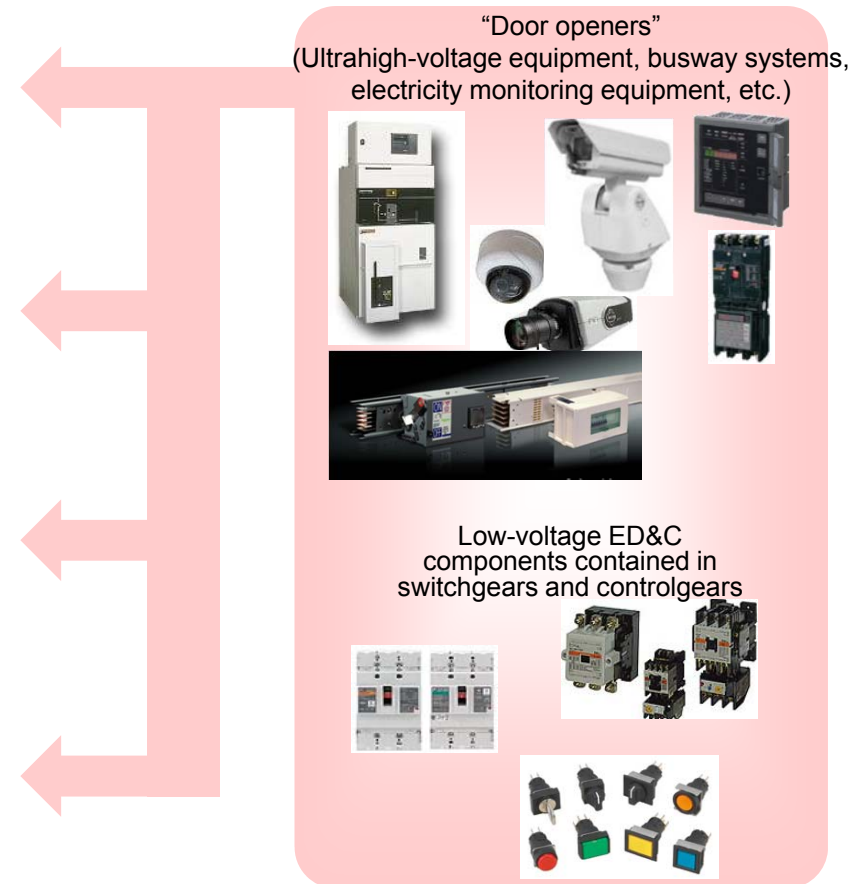 “Door openers”
(Ultrahigh-voltage equipment, busway systems,
electricity monitoring equipment, etc.)
Low-voltage ED&C
components contained in
switchgears and controlgears